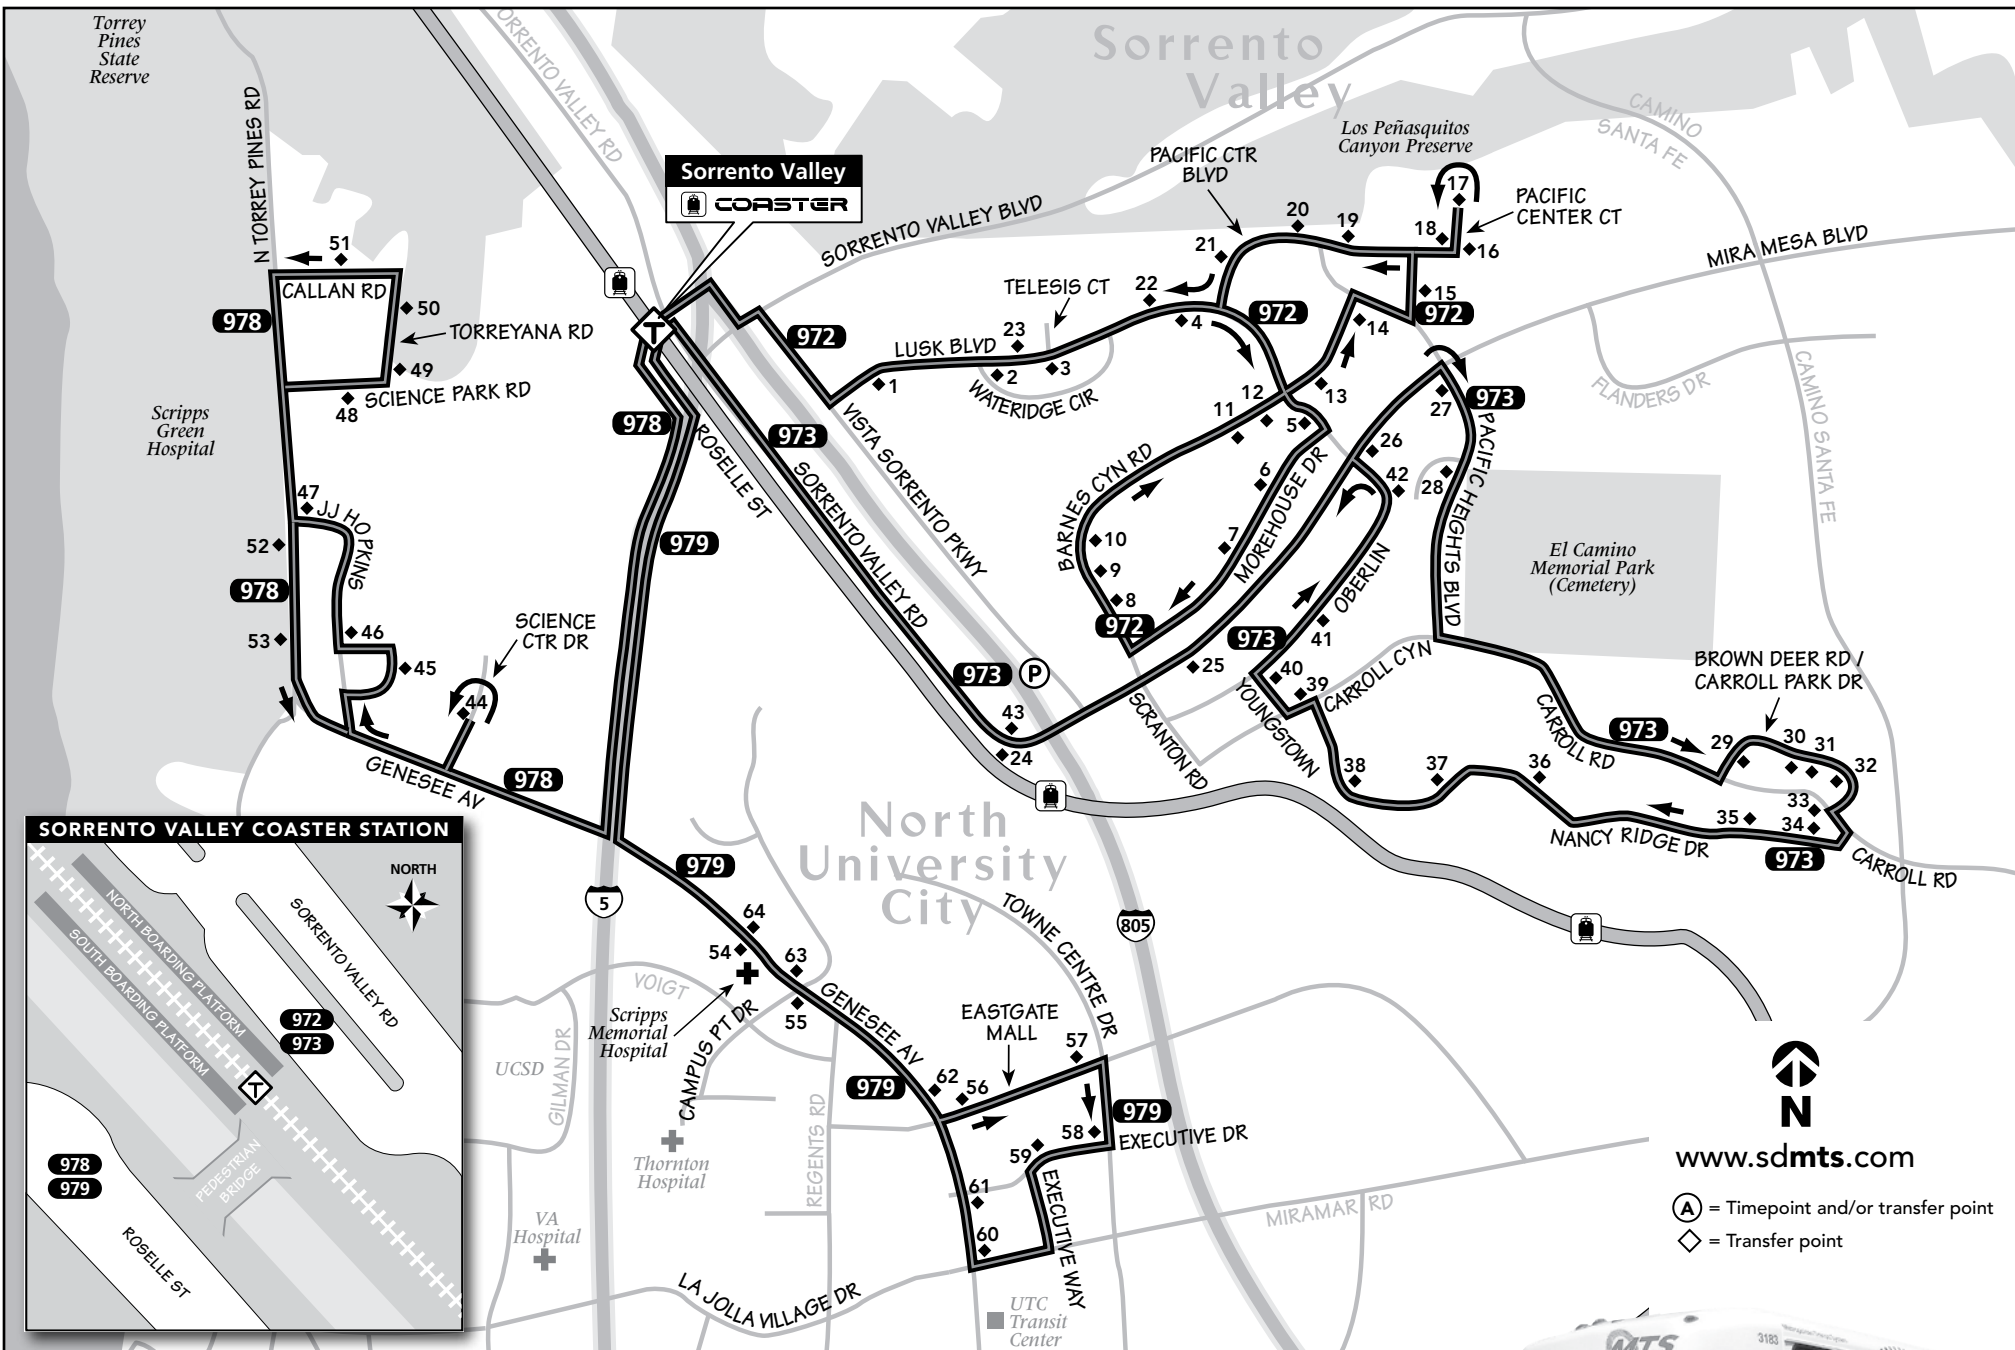 Torrey
Pines
State
Reserve
SORRENTO VALLEY RD
Sorrento
Valley
CAMINO
SANTA FE
Los Peñasquitos
Canyon Preserve
N TORREY PINES RD
Sorrento Valley
COASTER
PACIFIC CTR
BLVD
17
PACIFIC
CENTER CT
SORRENTO VALLEY BLVD
20
19
18
16
21
MIRA MESA BLVD
51
CALLAN RD
TELESIS CT
22
15
978
50
TORREYANA RD
T
972
23
4
972
14
972
LUSK BLVD
49
48
SCIENCE PARK RD
1
2
3
WATERIDGE CIR
12
13
11
5
27
973
FLANDERS DR
CAMINO SANTA FE
Scripps
Green
Hospital
978
ROSELLE ST
973
VISTA SORRENTO PKWY
BARNES CYN RD
26
PACIFIC HEIGHTS BLVD
6
42
28
47
JJ HOPKINS
SORRENTO VALLEY RD
MOREHOUSE DR
52
979
10
7
9
El Camino
Memorial Park
(Cemetery)
978
8
OBERLIN
SCIENCE
CTR DR
972
973
41
53
46
45
44
973
P
25
40
39
CARROLL CYN
BROWN DEER RD /
CARROLL PARK DR
YOUNGSTOWN
SCRANTON RD
43
24
CARROLL RD
973
29
30
31
32
GENESEE AV
978
38
37
36
33
34
35
NANCY RIDGE DR
973
CARROLL RD
North
University
City
979
5
805
TOWNE CENTRE DR
64
54
63
VOIGT
55
Scripps
Memorial
Hospital
CAMPUS PT DR
GENESEE AV
EASTGATE
MALL
57
UCSD
GILMAN DR
979
62
56
979
58
EXECUTIVE DR
59
REGENTS RD
Thornton
Hospital
61
EXECUTIVE WAY
60
MIRAMAR RD
VA
Hospital
LA JOLLA VILLAGE DR
UTC
Transit
Center
SORRENTO VALLEY COASTER STATION
NORTH
NORTH BOARDING PLATFORM
SOUTH BOARDING PLATFORM
SORRENTO VALLEY RD
972
973
T
978
979
PEDESTRIAN
BRIDGE
ROSELLE ST
N
www.sdmts.com
A = Timepoint and/or transfer point
= Transfer point
MTS
3183